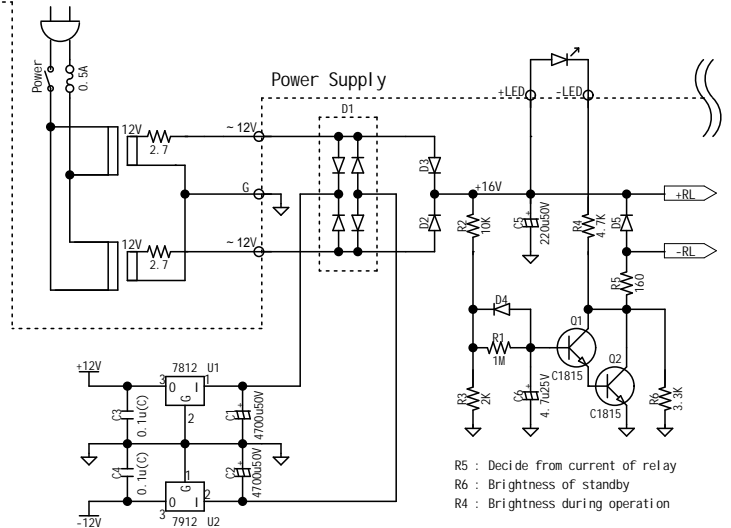 Power Supply
Power
0.5A
D1
+LED
-LED
12V
2.7
~12V
G
12V
2.7
~12V
D3
D2
+16V
R2
10K
C5
220u50V
R4
4.7K
D5
+RL
-RL
R5
160
D4
R1
1M
Q1
C1815
Q2
C1815
R3
2K
C6
4.7u25V
R6
3.3K
+12V
7812
U1
3
O
I
1
G
2
C3
0.1u(C)
C1
4700u50V
C4
0.1u(C)
C2
4700u50V
1
G
O
I
2
3
7912
U2
-12V
+
+
+
+
R5 : Decide from current of relay
R6 : Brightness of standby
R4 : Brightness during operation